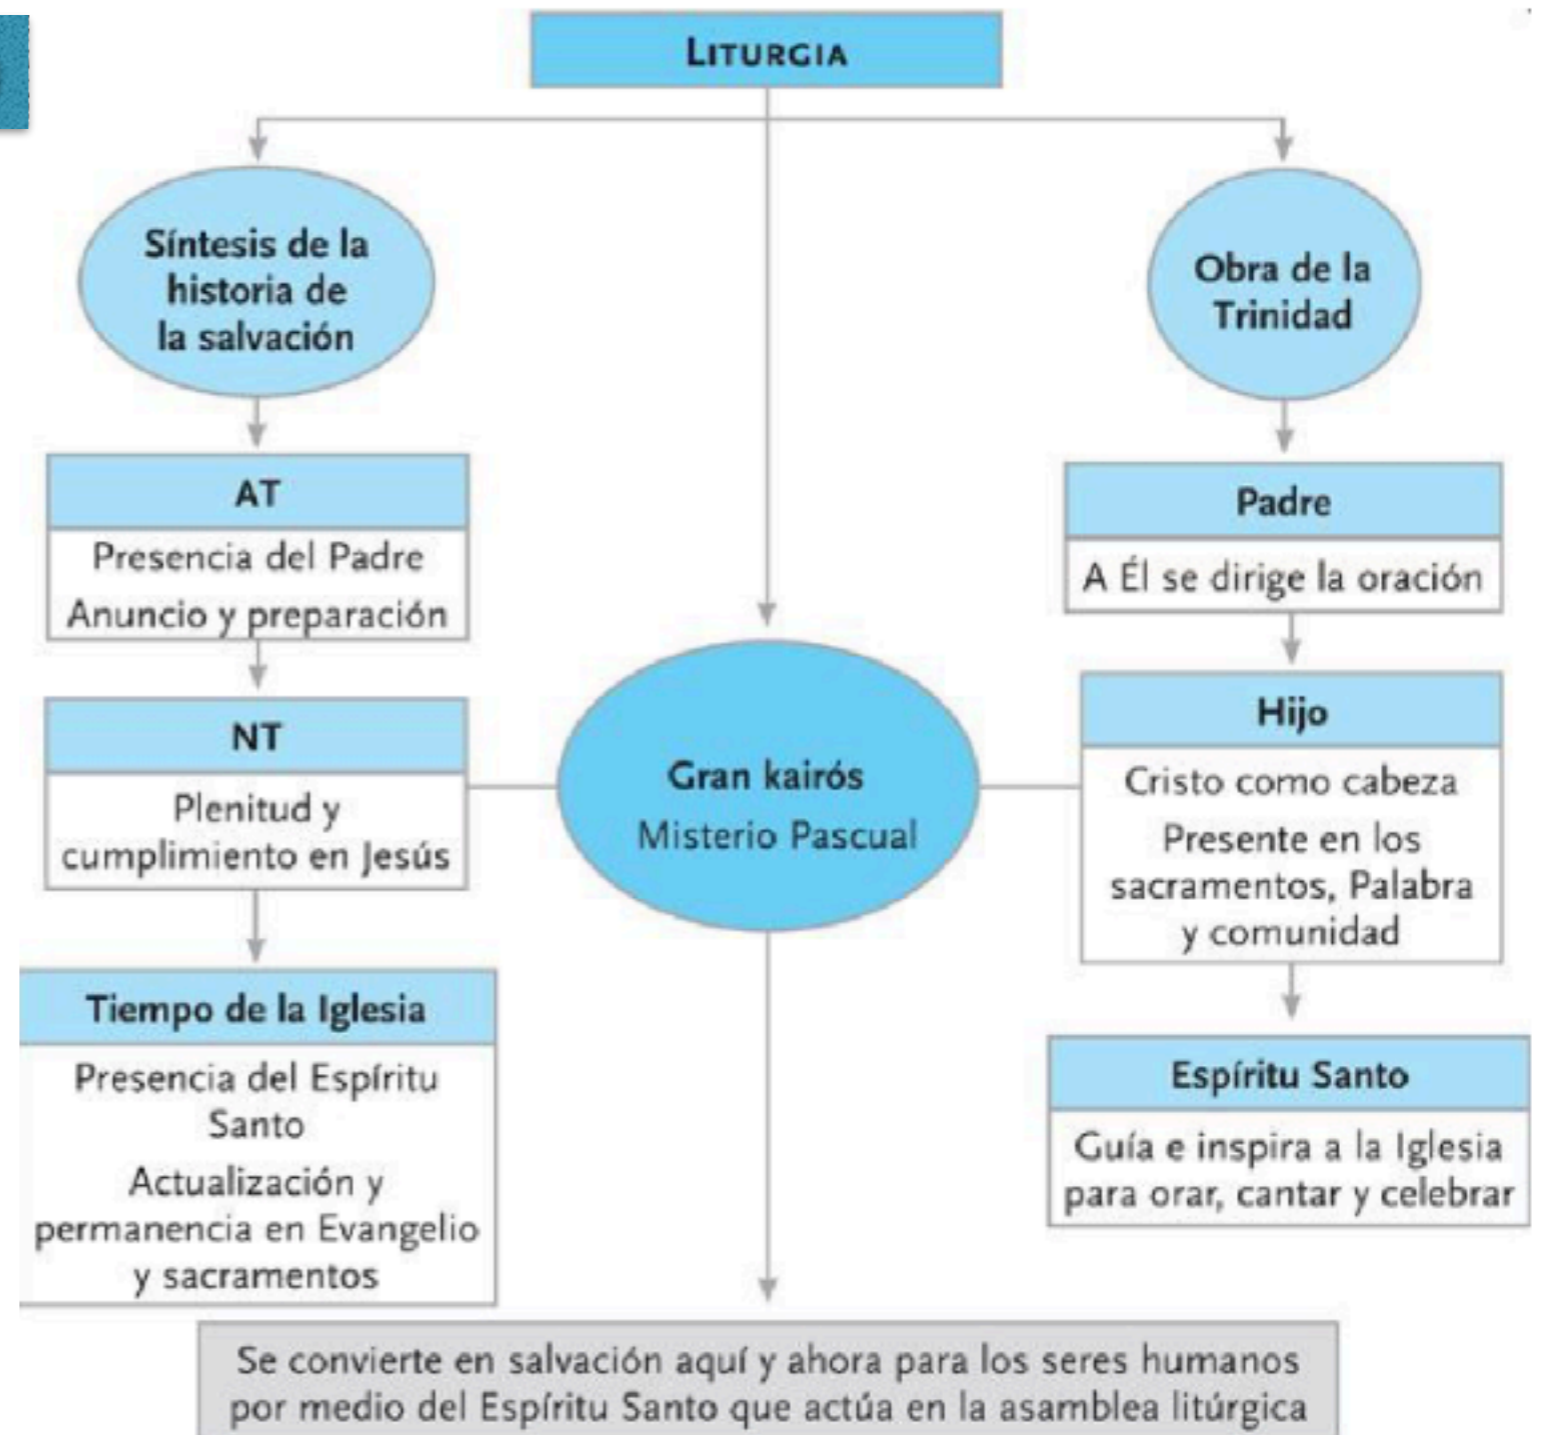 LITURGIA
Síntesis de la
historia de
la salvación
AT
Presencia del Padre
Anuncio y preparación
NT
Plenitud y
cumplimiento en Jesús
Tiempo de la Iglesia
Presencia del Espíritu
Santo
Actualización y
permanencia en Evangelio
y sacramentos
Gran kairós
Misterio Pascual
Obra de la
Trinidad
Padre
A Él se dirige la oración
Hijo
Cristo como cabeza
Presente en los
sacramentos, Palabra
y comunidad
Espíritu Santo
Guía e inspira a la Iglesia
para orar, cantar y celebrar
Se convierte en salvación aquí y ahora para los seres humanos
por medio del Espíritu Santo que actúa en la asamblea litúrgica